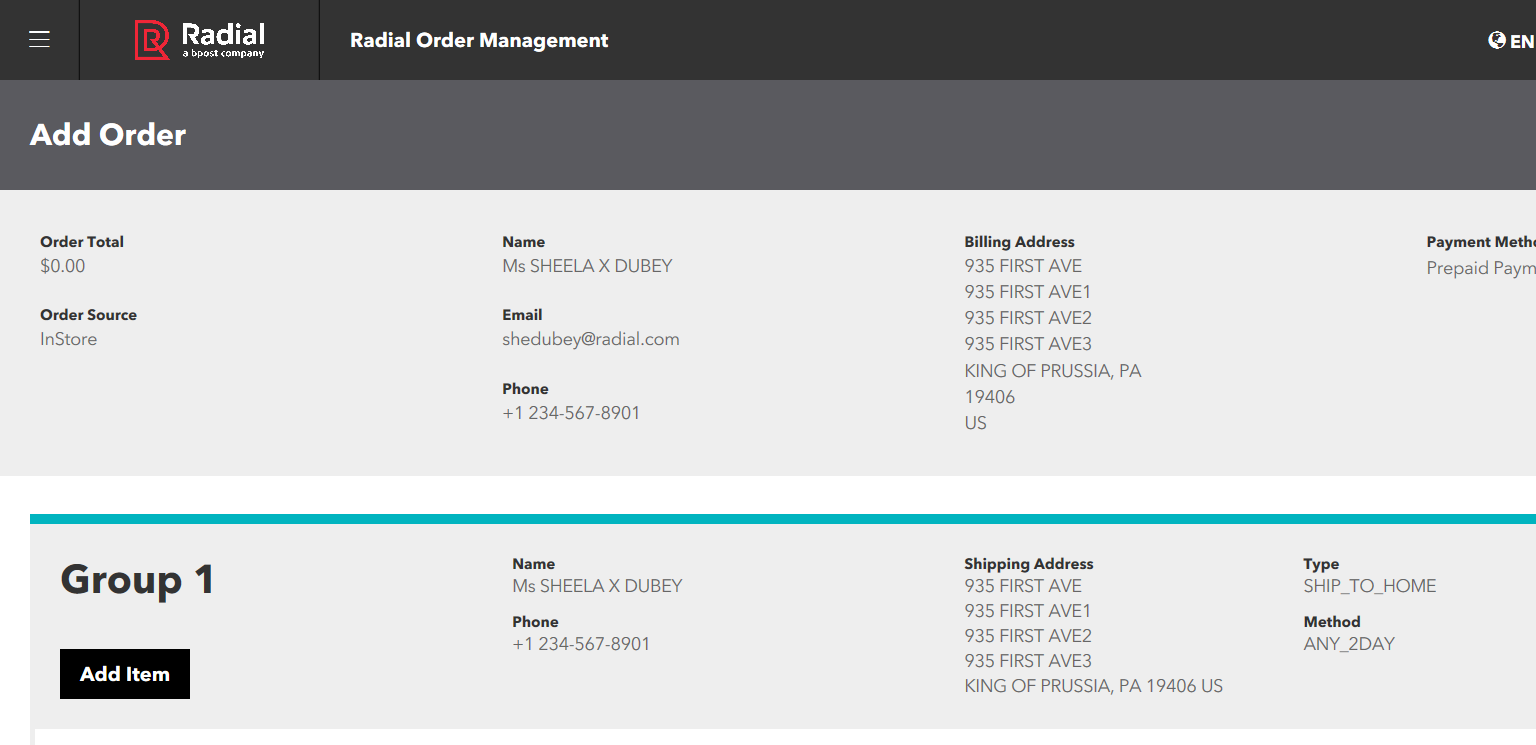 Radial
a bpost company
Radial Order Management
EN
Add Order
Order Total
$0.00
Order Source
InStore
Name
Ms SHEELA X DUBEY
Email
shedubey@radial.com
Phone
+1 234-567-8901
Billing Address
935 FIRST AVE
935 FIRST AVE1
935 FIRST AVE2
935 FIRST AVE3
KING OF PRUSSIA, PA
19406
US
Payment Metho
Prepaid Paym
Group 1
Add Item
Name
Ms SHEELA X DUBEY
Phone
+1 234-567-8901
Shipping Address
935 FIRST AVE
935 FIRST AVE1
935 FIRST AVE2
935 FIRST AVE3
KING OF PRUSSIA, PA 19406 US
Type
SHIP_TO_HOME
Method
ANY_2DAY